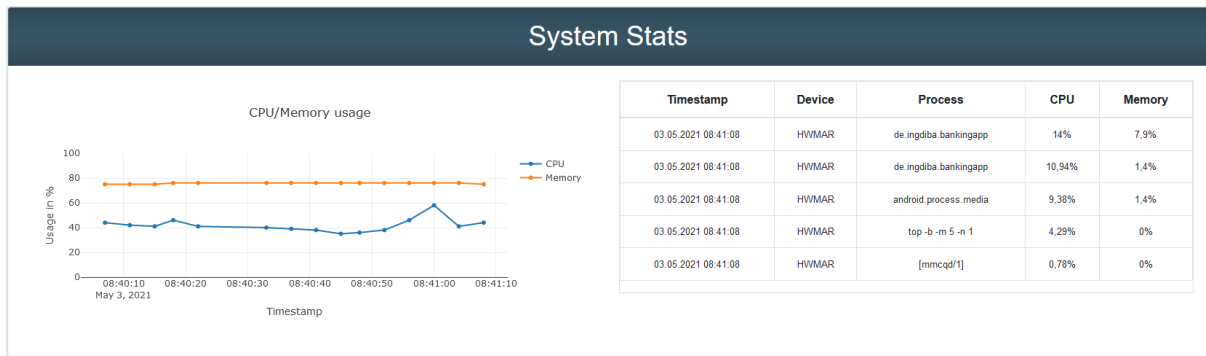 System Stats
CPU/Memory usage
100
80
60
40
20
0
Usage in %
08:40:10 08:40:20 08:40:30 08:40:40 08:40:50 08:41:00 08:41:10
May 3, 2021
Timestamp
CPU
Memory
Timestamp Device Process CPU Memory
03.05.2021 08:41:08 HWMAR de.ingdiba.bankingapp 14% 7,9%
03.05.2021 08:41:08 HWMAR de.ingdiba.bankingapp 10,94% 1,4%
03.05.2021 08:41:08 HWMAR android.process.media 9,38% 1,4%
03.05.2021 08:41:08 HWMAR top -b -m 5 -n 1 4,29% 0%
03.05.2021 08:41:08 HWMAR [mmcqd/1] 0,78% 0%